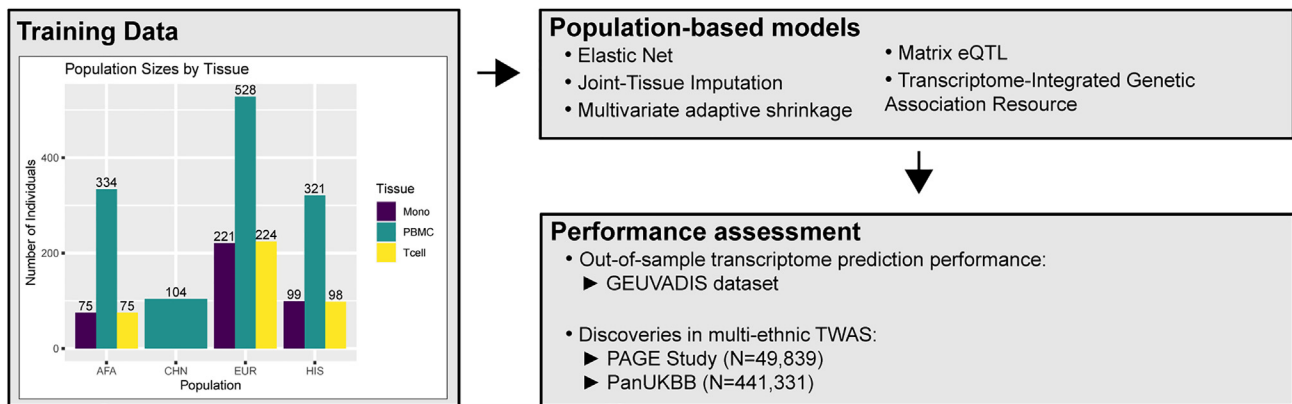 Training Data
Population Sizes by Tissue
528
400
334
321
Tissue
Mono
PBMC
Tcell
Number of Individuals
221
224
200
104
99
98
75
75
0
AFA
CHN
EUR
HIS
Population
Population-based models
• Elastic Net
• Joint-Tissue Imputation
• Multivariate adaptive shrinkage
• Matrix eQTL
• Transcriptome-Integrated Genetic
Association Resource
Performance assessment
• Out-of-sample transcriptome prediction performance:
► GEUVADIS dataset
• Discoveries in multi-ethnic TWAS:
► PAGE Study (N=49,839)
► PanUKBB (N=441,331)